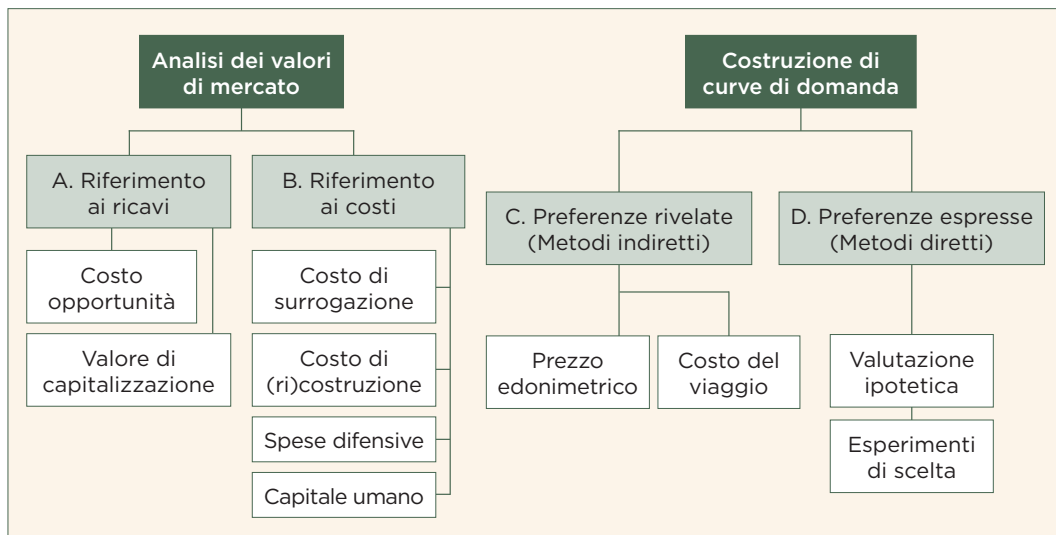 Analisi dei valori
di mercato
Costruzione di
curve di domanda
A. Riferimento
ai ricavi
B. Riferimento
ai costi
C. Preferenze rivelate
(Metodi indiretti)
D. Preferenze espresse
(Metodi diretti)
Costo
opportunità
Valore di
capitalizzazione
Costo di
surrogazione
Costo di
(ri)costruzione
Spese difensive
Capitale umano
Prezzo
edonimetrico
Costo del
viaggio
Valutazione
ipotetica
Esperimenti
di scelta